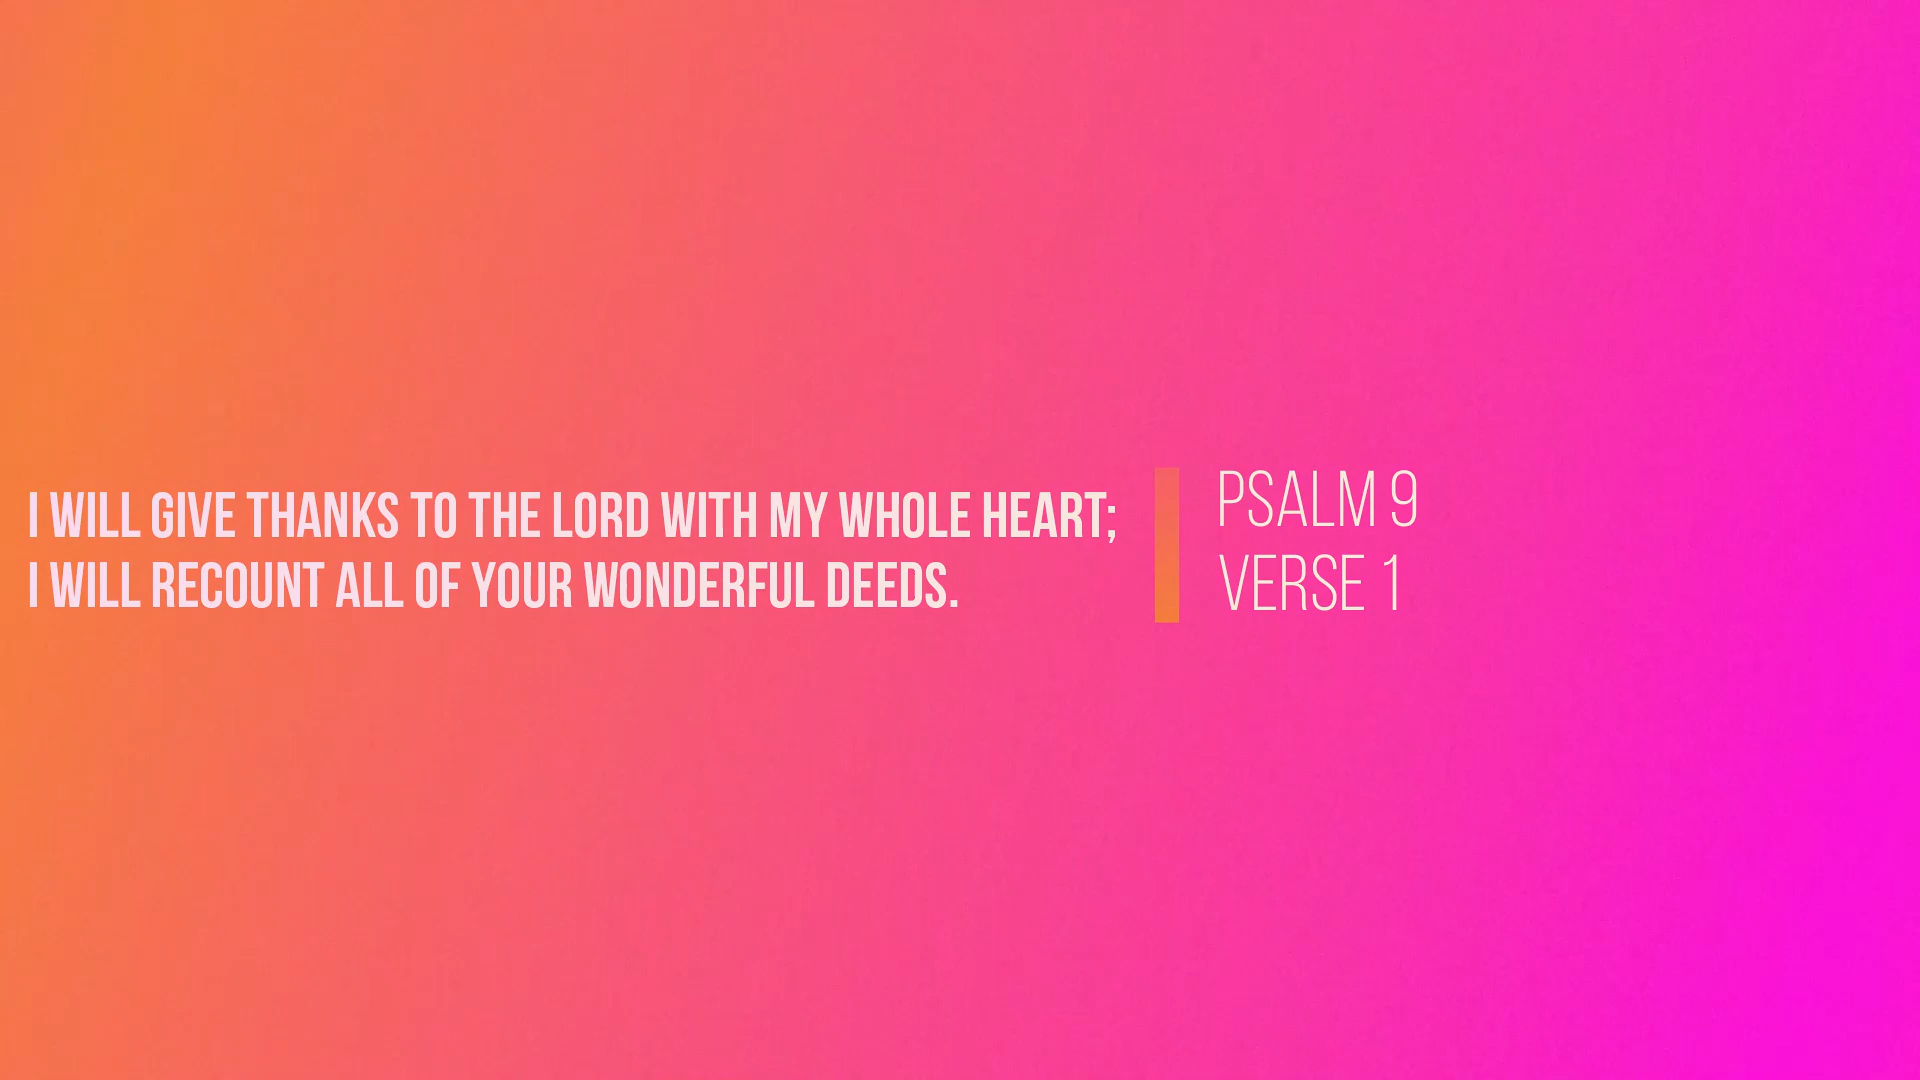 I WILL GIVE THANKS TO THE LORD WITH MY WHOLE HEART;
I WILL RECOUNT ALL OF YOUR WONDERFUL DEEDS.
PSALM 9
VERSE 1